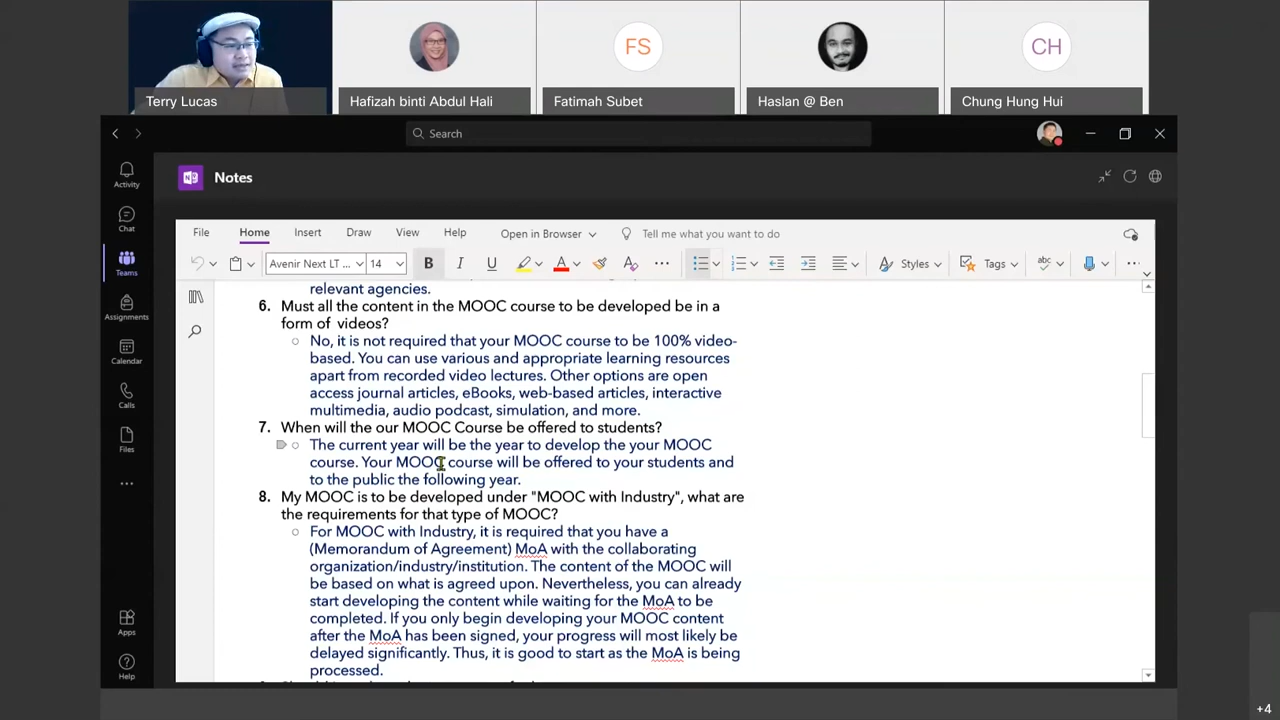 FS
CH
Terry Lucas
Hafizah binti Abdul Hali
Fatimah Subet
Haslan @ Ben
Chung Hung Hui
Search
Activity
Chat
Teams
Assignments
Calendar
Calls
Files
Apps
Help
Notes
File
Home
Insert
Draw
View
Help
Open in Browser
Tell me what you want to do
Avenir Next LT ...
14
B
I
U
A
Styles
Tags
relevant agencies.
6. Must all the content in the MOOC course to be developed be in a
form of videos?
No, it is not required that your MOOC course to be 100% video-
based. You can use various and appropriate learning resources
apart from recorded video lectures. Other options are open
access journal articles, eBooks, web-based articles, interactive
multimedia, audio podcast, simulation, and more.
7. When will the our MOOC Course be offered to students?
The current year will be the year to develop the your MOOC
course. Your MOOC course will be offered to your students and
to the public the following year.
8. My MOOC is to be developed under "MOOC with Industry", what are
the requirements for that type of MOOC?
For MOOC with Industry, it is required that you have a
(Memorandum of Agreement) MoA with the collaborating
organization/industry/institution. The content of the MOOC will
be based on what is agreed upon. Nevertheless, you can already
start developing the content while waiting for the MoA to be
completed. If you only begin developing your MOOC content
after the MoA has been signed, your progress will most likely be
delayed significantly. Thus, it is good to start as the MoA is being
processed.
+4